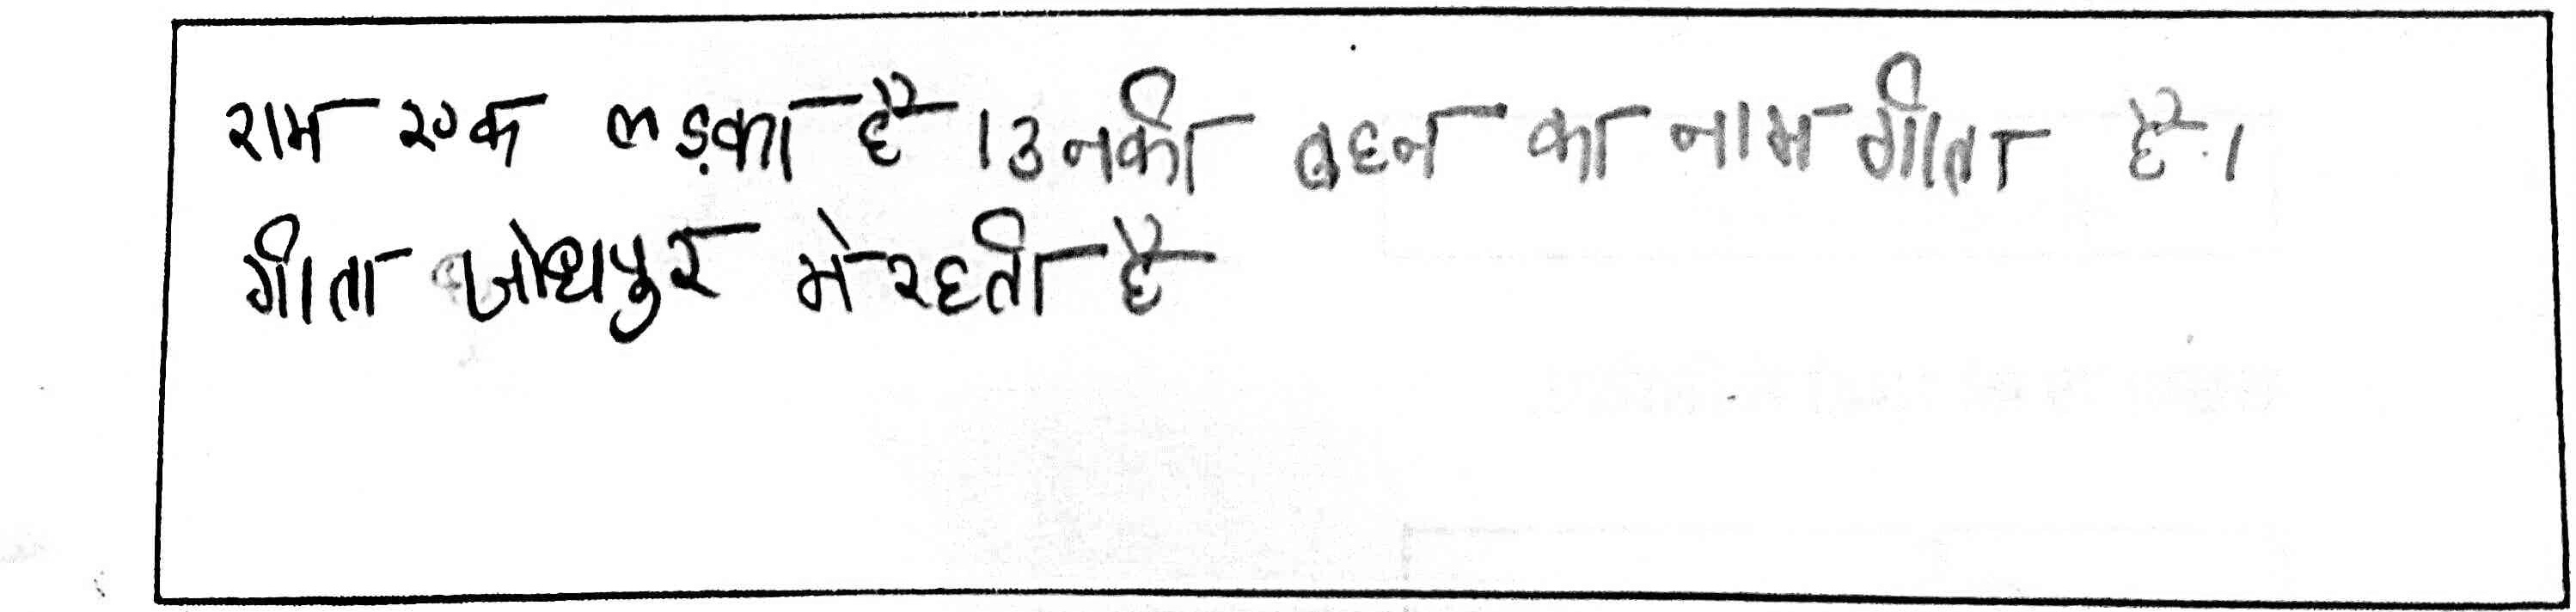 राम एक लड़का है । उनकी बहन का नाम गीता है ।
गीता जोधपुर मे रहती है